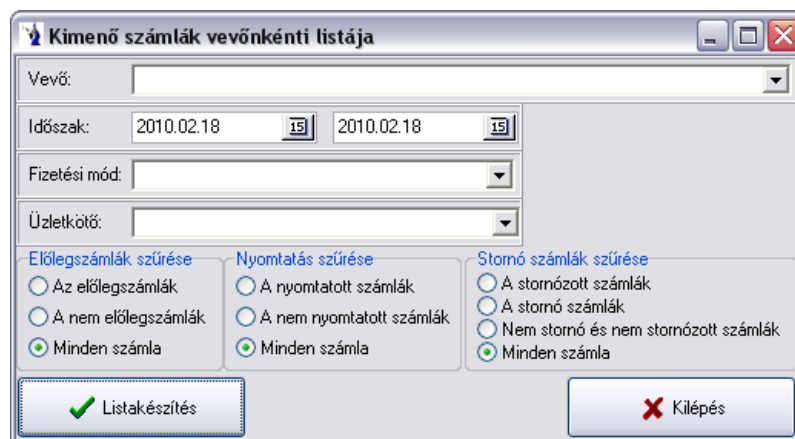 Kimenő számlák vevőnkénti listája
Vevő:
Időszak: 2010.02.18 15 2010.02.18 15
Fizetési mód:
Üzletkötő:
Előlegszámlák szűrése Nyomtatás szűrése Stornó számlák szűrése
Az előlegszámlák A nyomtatott számlák A stornózott számlák
A nem előlegszámlák A nem nyomtatott számlák A stornó számlák
Nem stornó és nem stornózott számlák
Minden számla Minden számla Minden számla
Listakészítés Kilépés